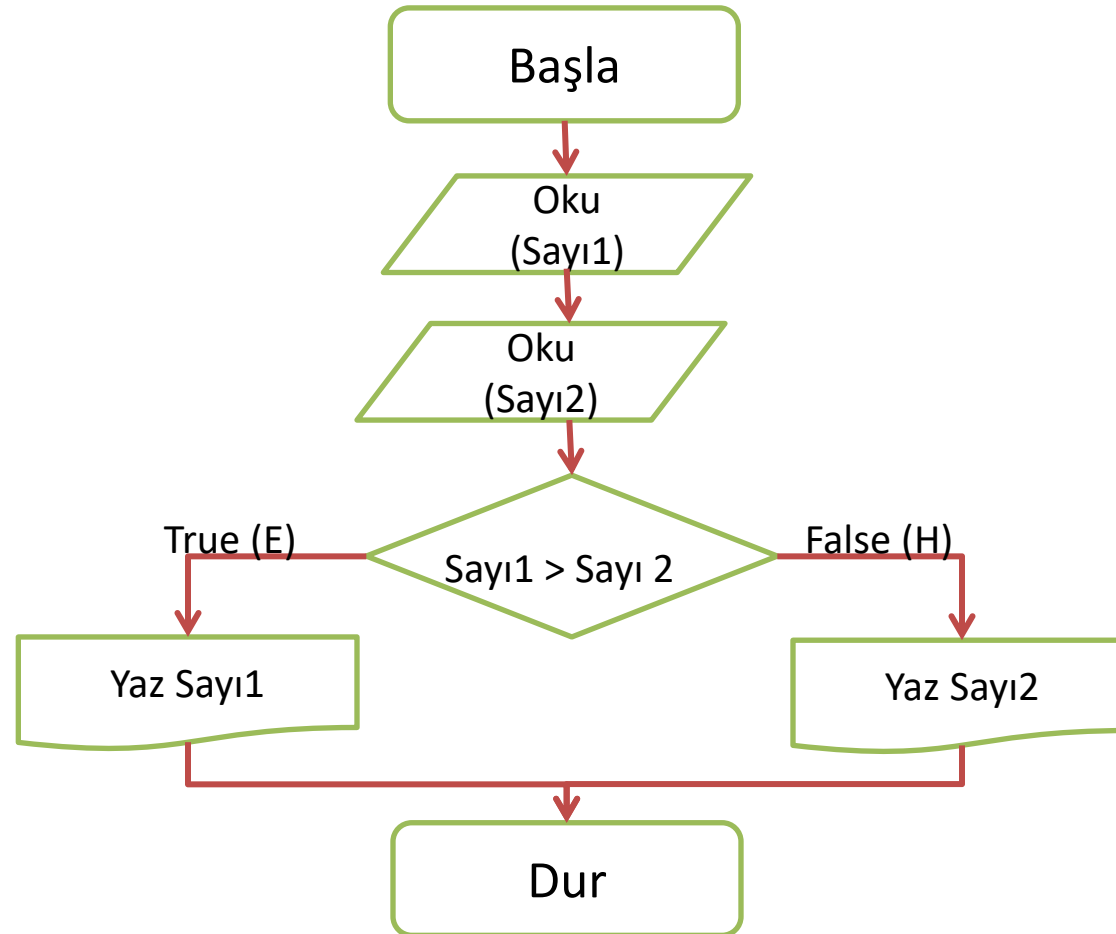 Başla
Oku
(Sayı1)
Oku
(Sayı2)
True (E)
False (H)
Sayı1 > Sayı 2
Yaz Sayı1
Yaz Sayı2
Dur